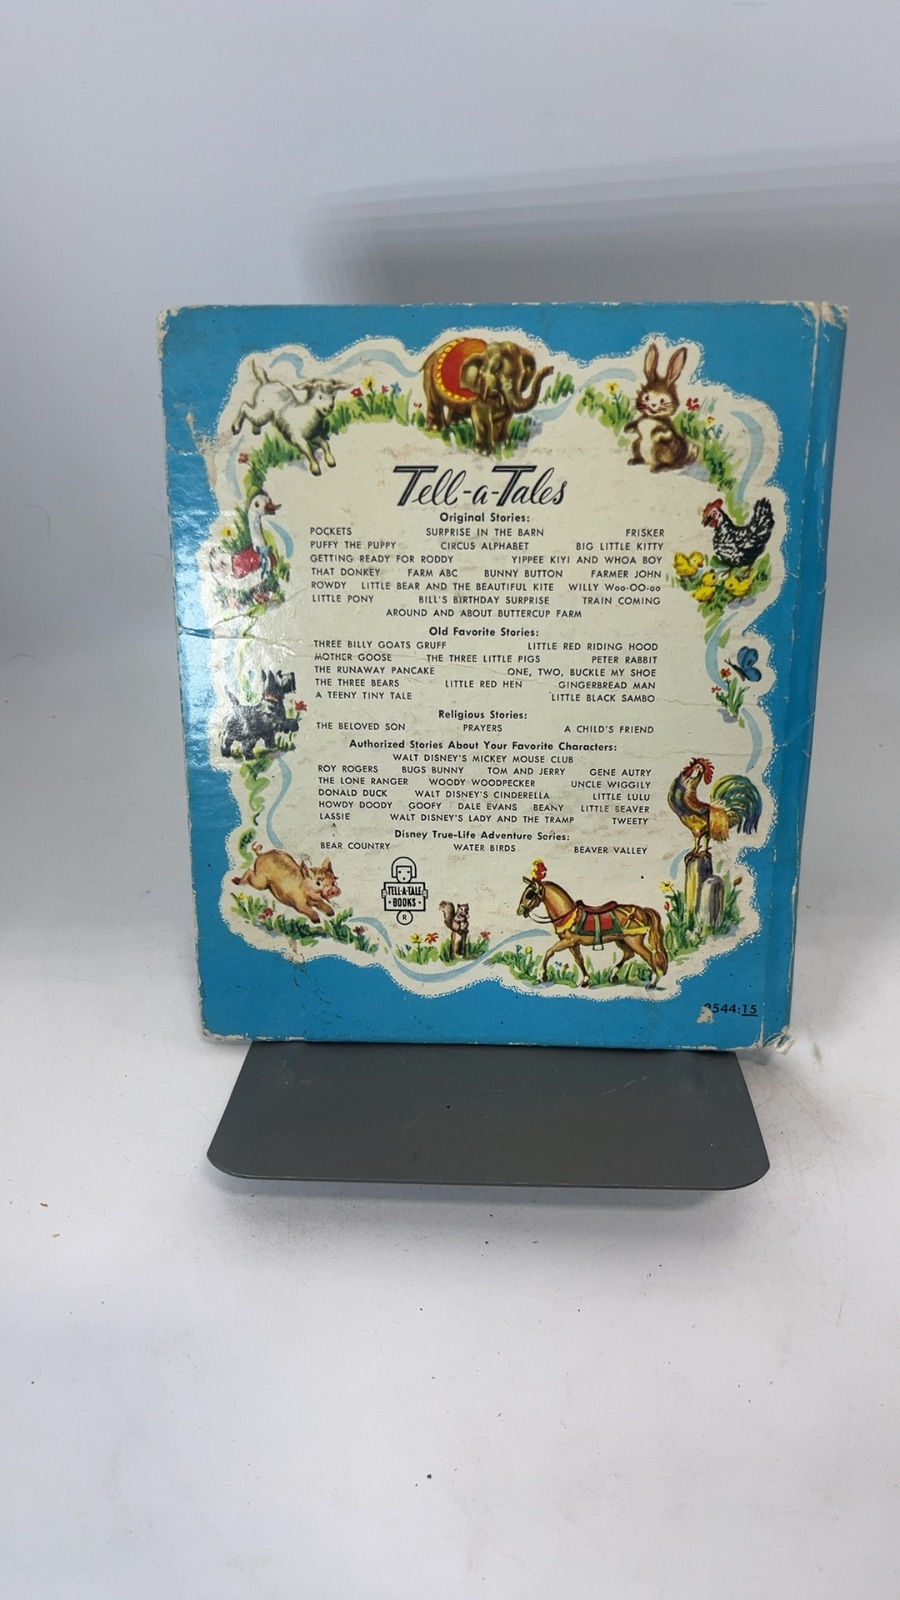 Tell-a-Tales
Original Stories:
POCKETS SURPRISE IN THE BARN FRISKER
PUFFY THE PUPPY CIRCUS ALPHABET BIG LITTLE KITTY
GETTING READY FOR RODDY YIPPEE KIYI AND WHOA BOY
THAT DONKEY FARM ABC BUNNY BUTTON FARMER JOHN
ROWDY LITTLE BEAR AND THE BEAUTIFUL KITE WILLY Woo-OO-oo
LITTLE PONY BILL'S BIRTHDAY SURPRISE TRAIN COMING
AROUND AND ABOUT BUTTERCUP FARM
Old Favorite Stories:
THREE BILLY GOATS GRUFF LITTLE RED RIDING HOOD
MOTHER GOOSE THE THREE LITTLE PIGS PETER RABBIT
THE RUNAWAY PANCAKE ONE, TWO, BUCKLE MY SHOE
THE THREE BEARS LITTLE RED HEN GINGERBREAD MAN
A TEENY TINY TALE LITTLE BLACK SAMBO
Religious Stories:
THE BELOVED SON PRAYERS A CHILD'S FRIEND
Authorized Stories About Your Favorite Characters:
WALT DISNEY'S MICKEY MOUSE CLUB
ROY ROGERS BUGS BUNNY TOM AND JERRY GENE AUTRY
THE LONE RANGER WOODY WOODPECKER UNCLE WIGGILY
DONALD DUCK WALT DISNEY'S CINDERELLA LITTLE LULU
HOWDY DOODY GOOFY DALE EVANS BEANY LITTLE BEAVER
LASSIE WALT DISNEY'S LADY AND THE TRAMP TWEETY
Disney True-Life Adventure Series:
BEAR COUNTRY WATER BIRDS BEAVER VALLEY
TELL-A-TALE
BOOKS
®
544:15